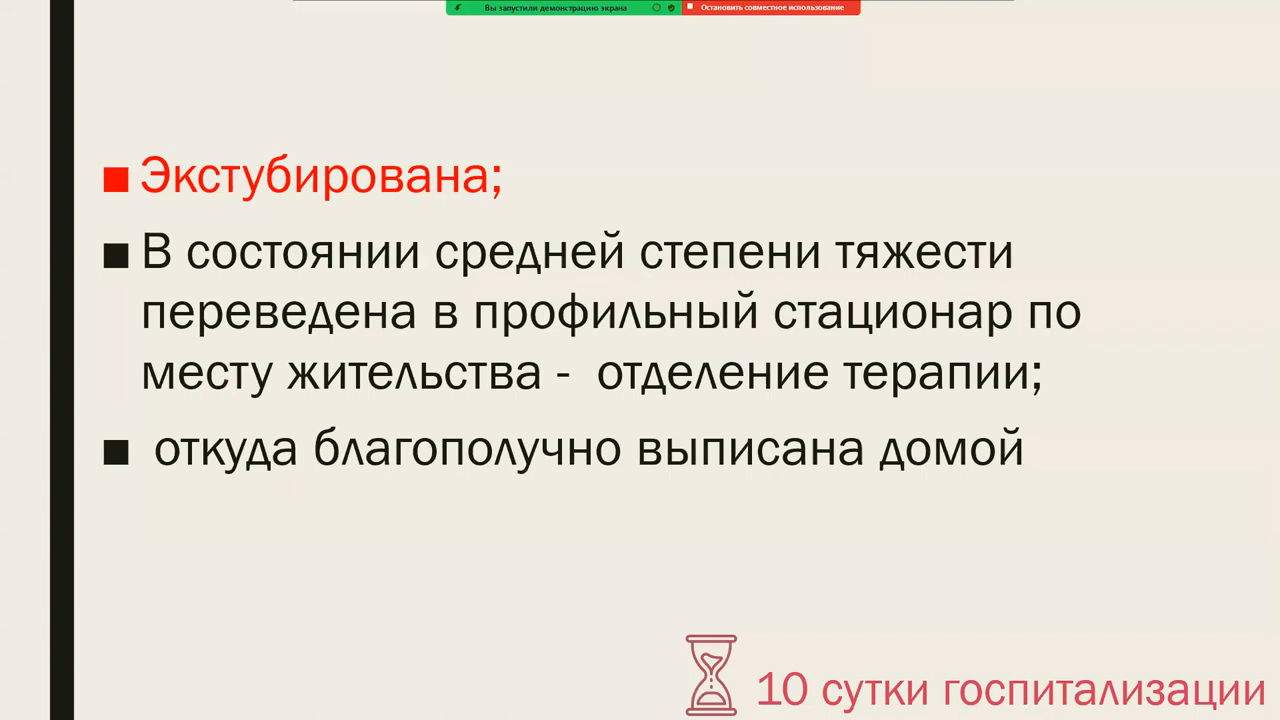 Вы запустили демонстрацию экрана
Остановить совместное использование
Экстубирована;
В состоянии средней степени тяжести
переведена в профильный стационар по
месту жительства - отделение терапии;
откуда благополучно выписана домой
10 сутки госпитализации